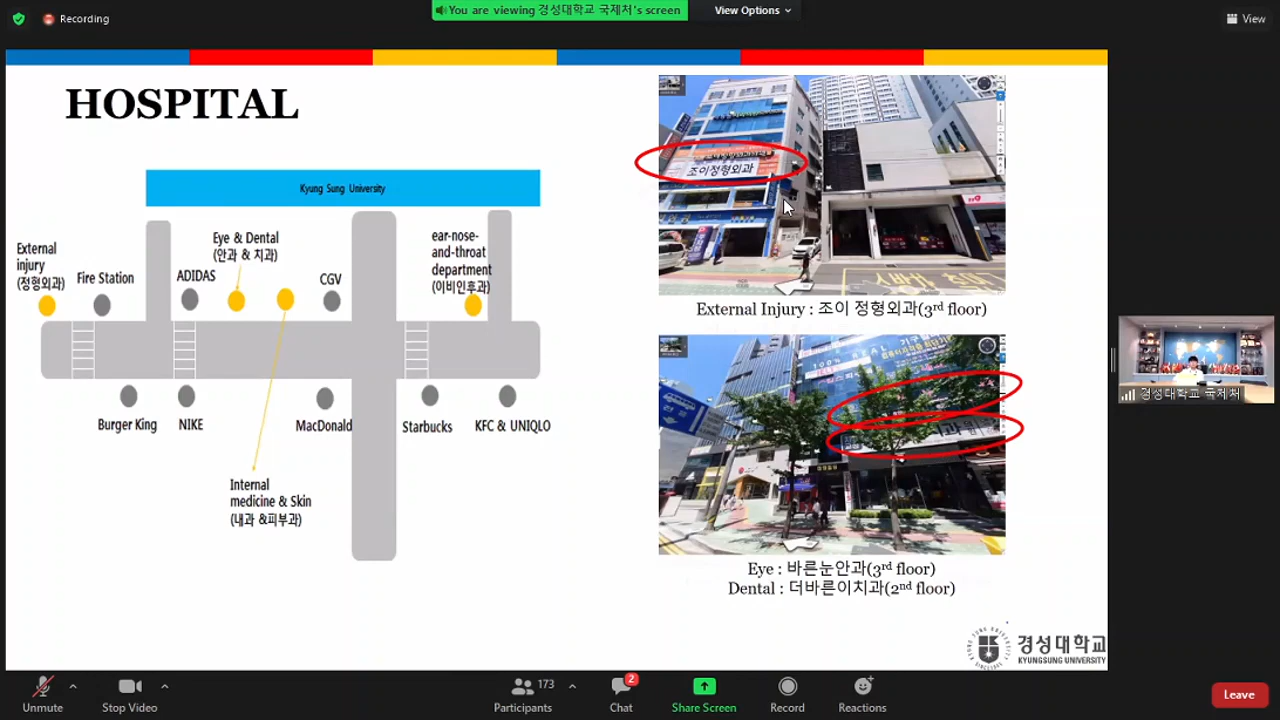 Recording
You are viewing 경성대학교 국제처's screen
View Options
View
HOSPITAL
Kyung Sung University
External
injury
(정형외과)
Fire Station
ADIDAS
Eye & Dental
(안과 & 치과)
CGV
ear-nose-
and-throat
department
(이비인후과)
Burger King
NIKE
MacDonald
Starbucks
KFC & UNIQLO
Internal
medicine & Skin
(내과 &피부과)
조이정형외과
External Injury : 조이 정형외과(3rd floor)
100% REAL
Eye : 바른눈안과(3rd floor)
Dental : 더바른이치과(2nd floor)
경성대학교
KYUNGSUNG UNIVERSITY
경성대학교 국제처
Unmute
Stop Video
173
Participants
2
Chat
Share Screen
Record
Reactions
Leave